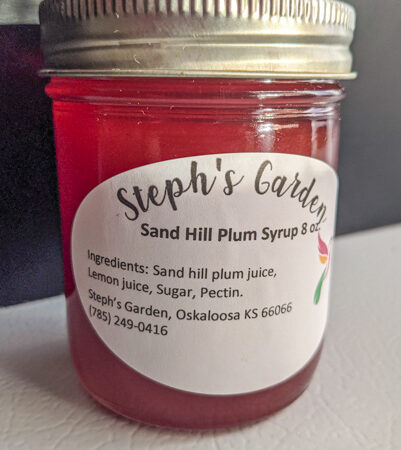 Steph's Garden
Sand Hill Plum Syrup 8 oz.
Ingredients: Sand hill plum juice,
Lemon juice, Sugar, Pectin.
Steph's Garden, Oskaloosa KS 66066
(785) 249-0416